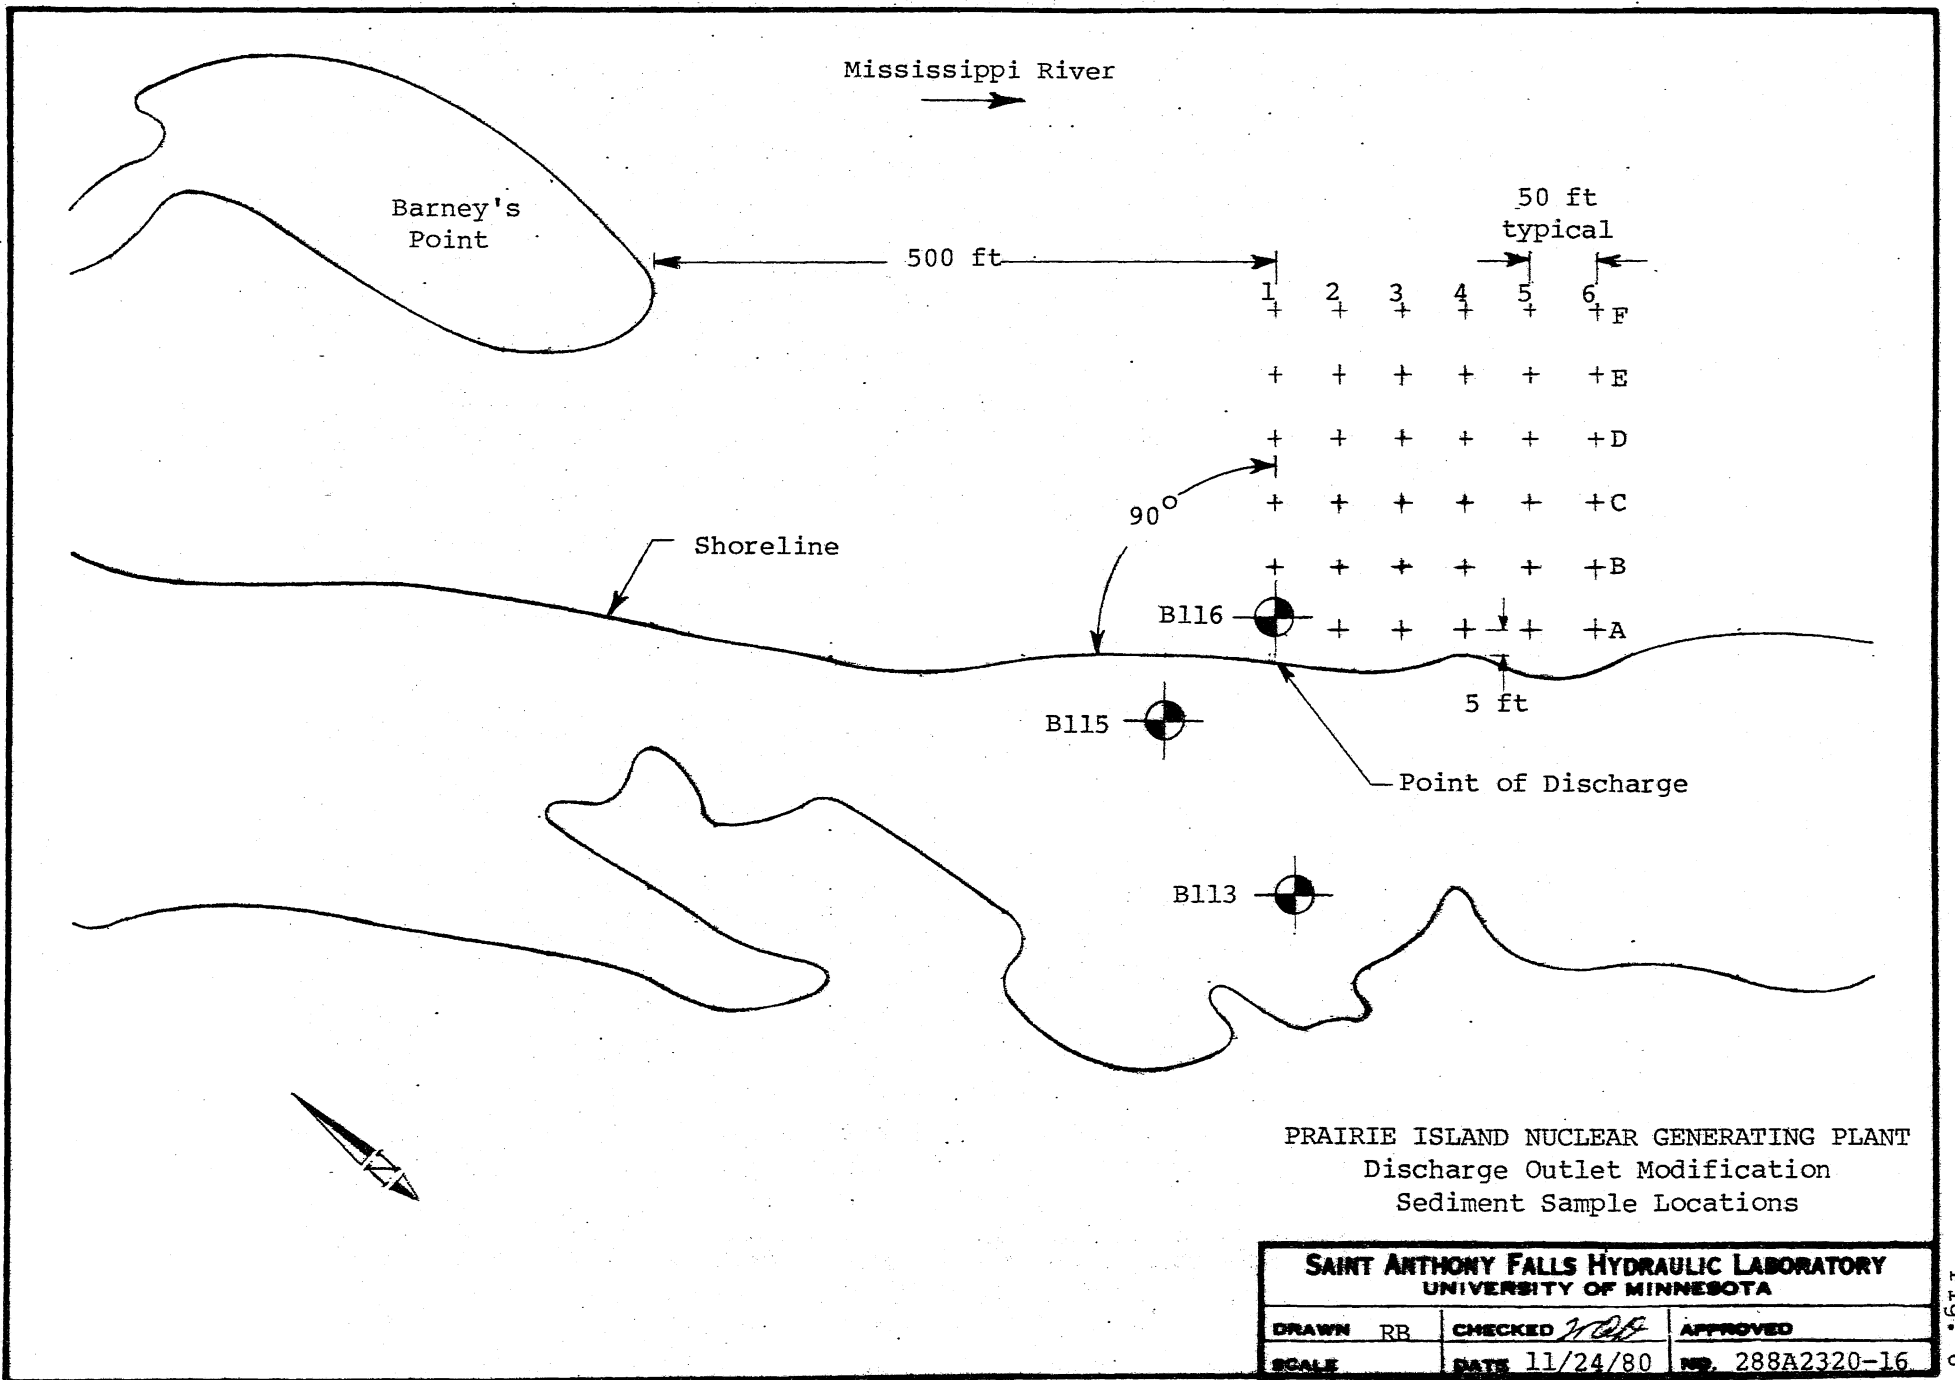 Mississippi River
Barney's
Point
50 ft
typical
500 ft
1 2 3 4 5 6
F
E
D
90°
C
Shoreline
B
B116
A
B115
5 ft
Point of Discharge
B113
PRAIRIE ISLAND NUCLEAR GENERATING PLANT
Discharge Outlet Modification
Sediment Sample Locations
SAINT ANTHONY FALLS HYDRAULIC LABORATORY
UNIVERSITY OF MINNESOTA
DRAWN RB CHECKED APPROVED
SCALE DATE 11/24/80 NO. 288A2320-16